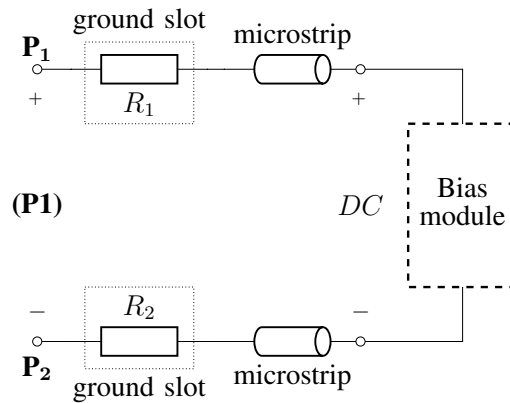 ground slot
microstrip
P1
R1
+
+
(P1)
DC
Bias
module
−
R2
−
P2
ground slot
microstrip